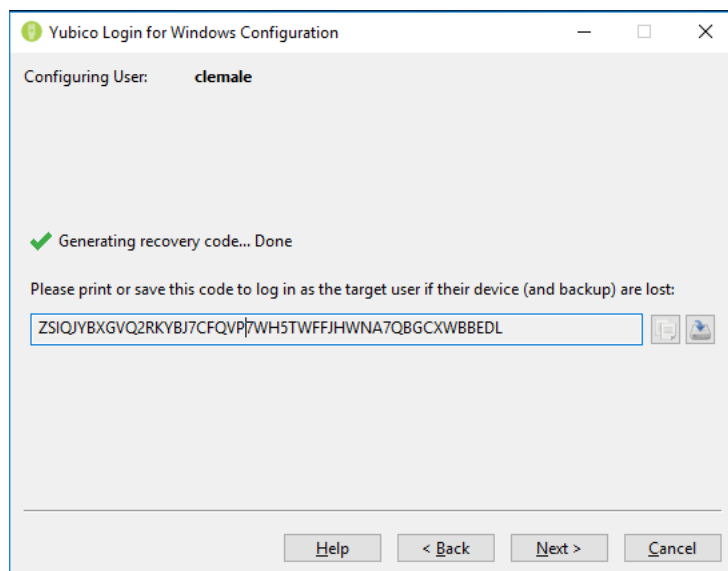 Yubico Login for Windows Configuration
Configuring User: clemale
Generating recovery code... Done
Please print or save this code to log in as the target user if their device (and backup) are lost:
ZSIQJYBXGVQ2RKYBJ7CFQVP7WH5TWFFJHWNA7QBGCXWBBEDL
Help < Back Next > Cancel